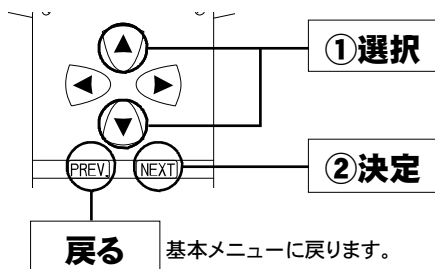 ①選択
PREV.
NEXT
②決定
戻る
基本メニューに戻ります。